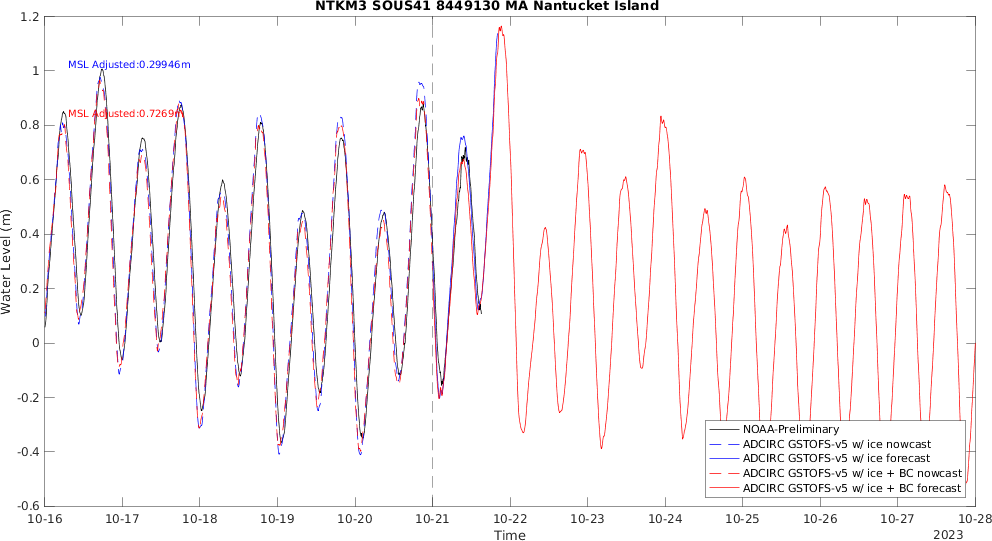 NTKM3 SOUS41 8449130 MA Nantucket Island
1.2
1
0.8
0.6
0.4
0.2
0
-0.2
-0.4
-0.6
Water Level (m)
MSL Adjusted:0.29946m
MSL Adjusted:0.7269m
NOAA-Preliminary
ADCIRC GSTOFS-v5 w/ ice nowcast
ADCIRC GSTOFS-v5 w/ ice forecast
ADCIRC GSTOFS-v5 w/ ice + BC nowcast
ADCIRC GSTOFS-v5 w/ ice + BC forecast
10-16 10-17 10-18 10-19 10-20 10-21 10-22 10-23 10-24 10-25 10-26 10-27 10-28
Time
2023